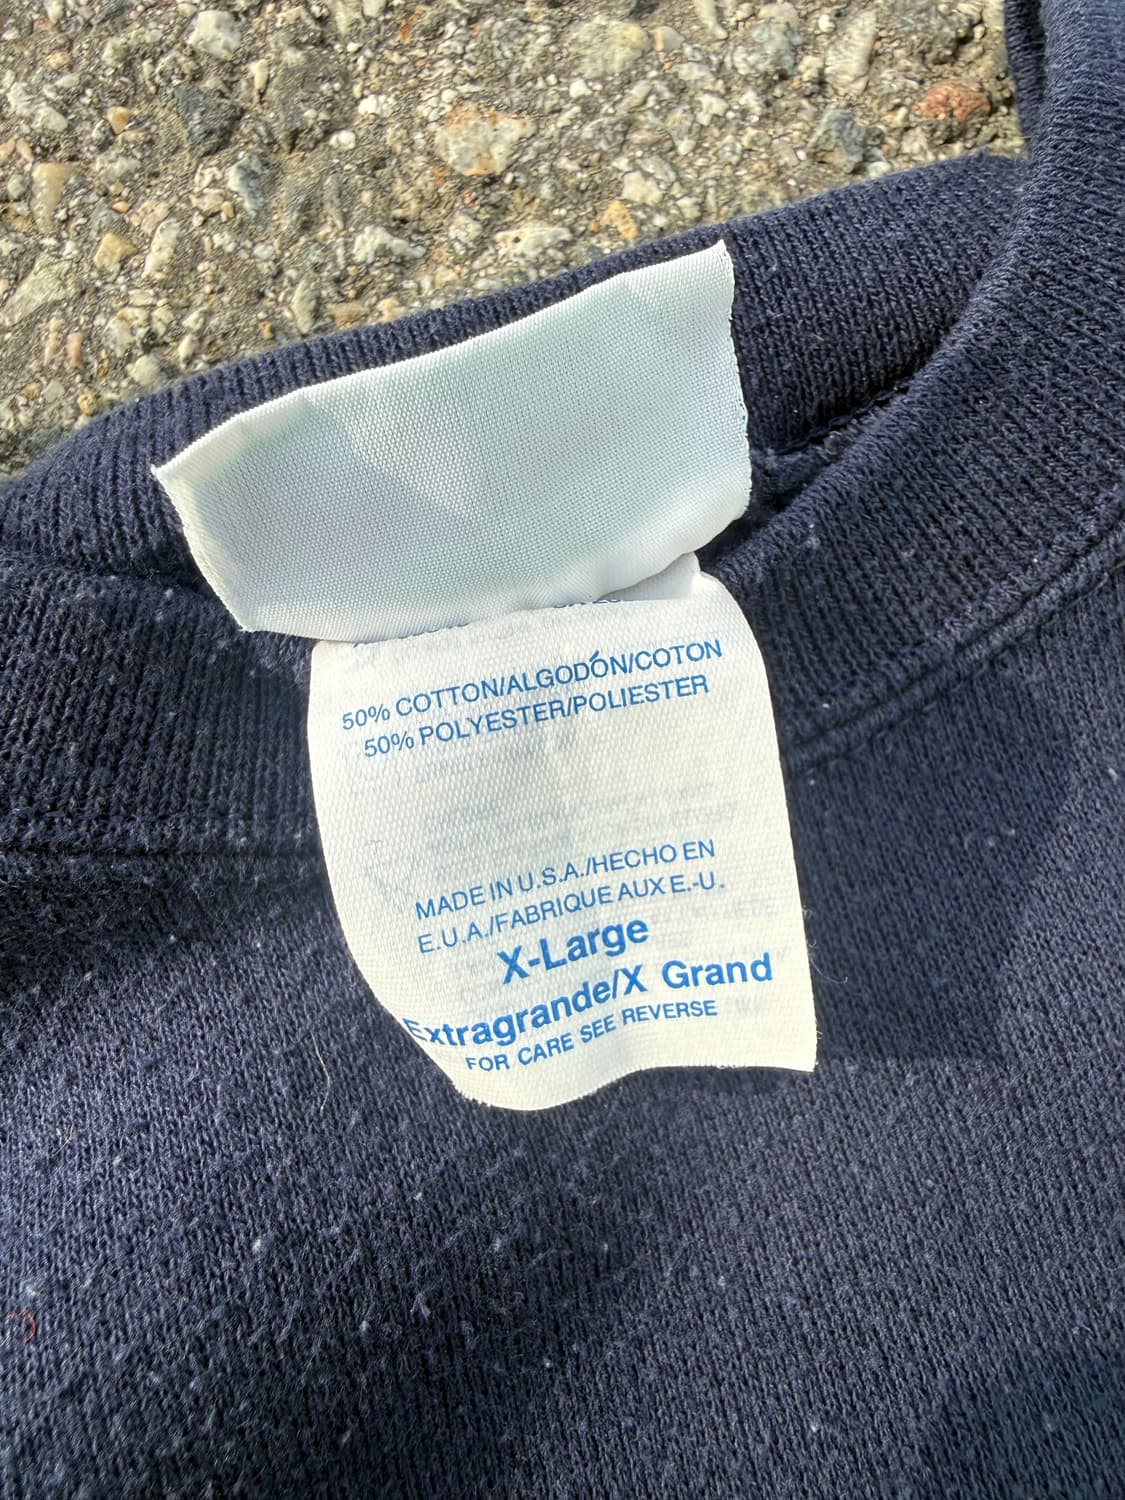 50% COTTON/ALGODÓN/COTON
50% POLYESTER/POLIESTER
MADE IN U.S.A./HECHO EN
E.U.A./FABRIQUE AUX E.-U.
X-Large
Extragrande/X Grand
FOR CARE SEE REVERSE